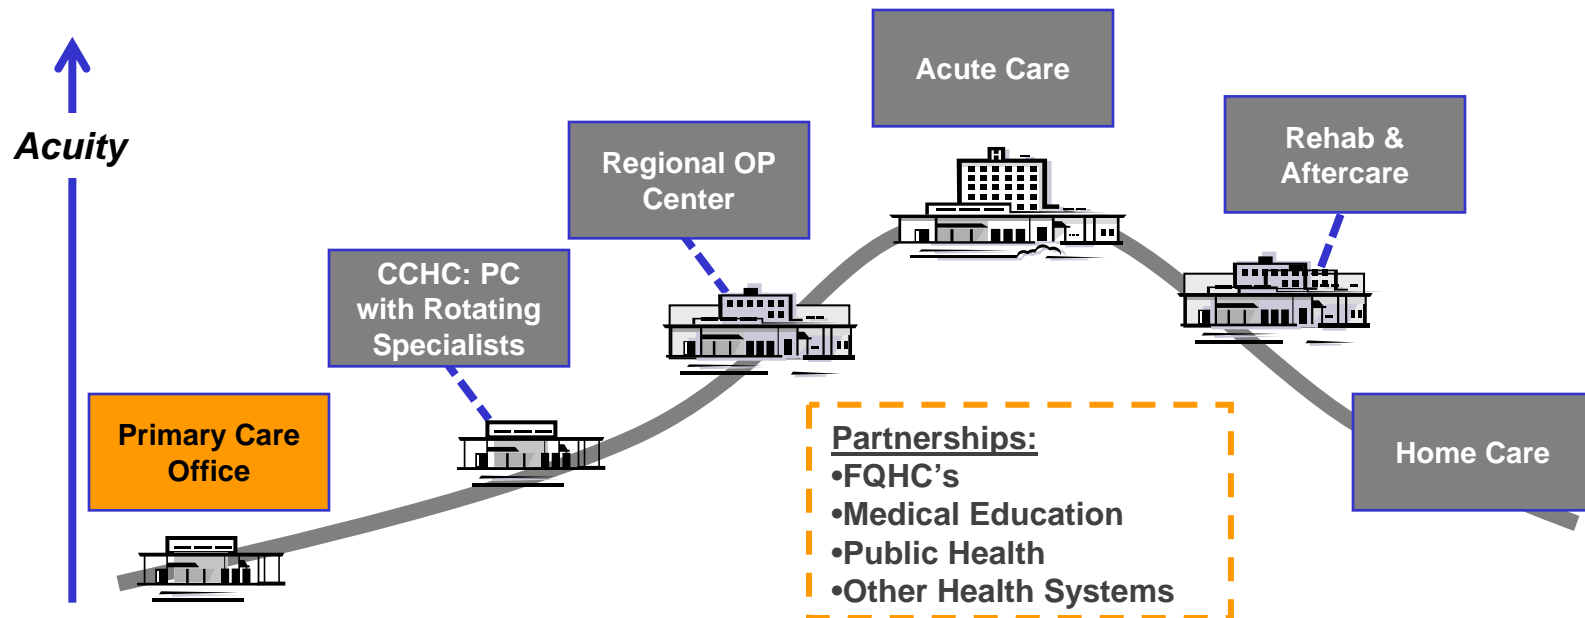 Acute Care
Acuity
Regional OP
Center
Rehab &
Aftercare
CCHC: PC
with Rotating
Specialists
Primary Care
Office
Partnerships:
•FQHC's
•Medical Education
•Public Health
•Other Health Systems
Home Care
H